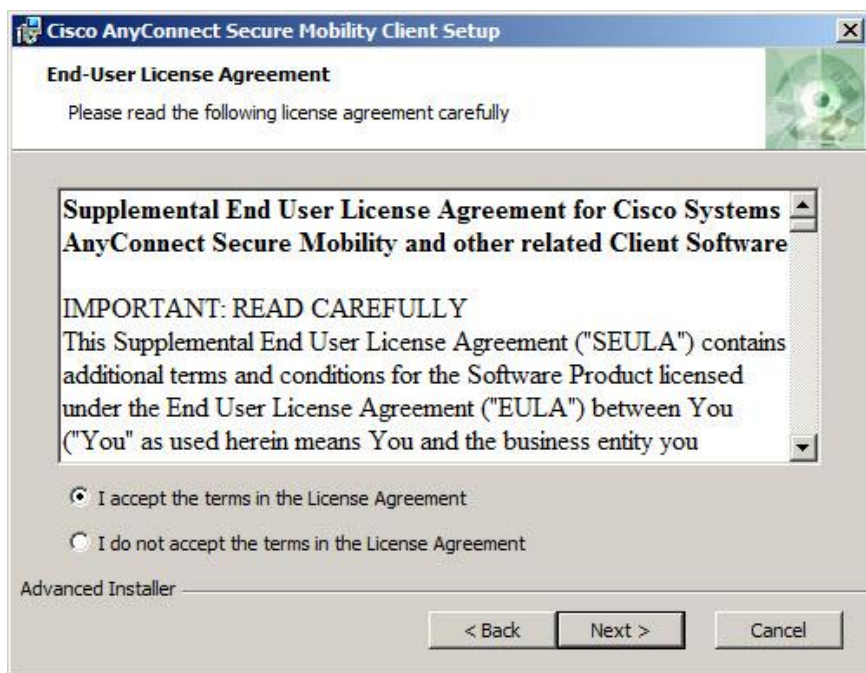 Cisco AnyConnect Secure Mobility Client Setup
End-User License Agreement
Please read the following license agreement carefully
Supplemental End User License Agreement for Cisco Systems
AnyConnect Secure Mobility and other related Client Software
IMPORTANT: READ CAREFULLY
This Supplemental End User License Agreement ("SEULA") contains
additional terms and conditions for the Software Product licensed
under the End User License Agreement ("EULA") between You
("You" as used herein means You and the business entity you
I accept the terms in the License Agreement
I do not accept the terms in the License Agreement
Advanced Installer
< Back Next > Cancel